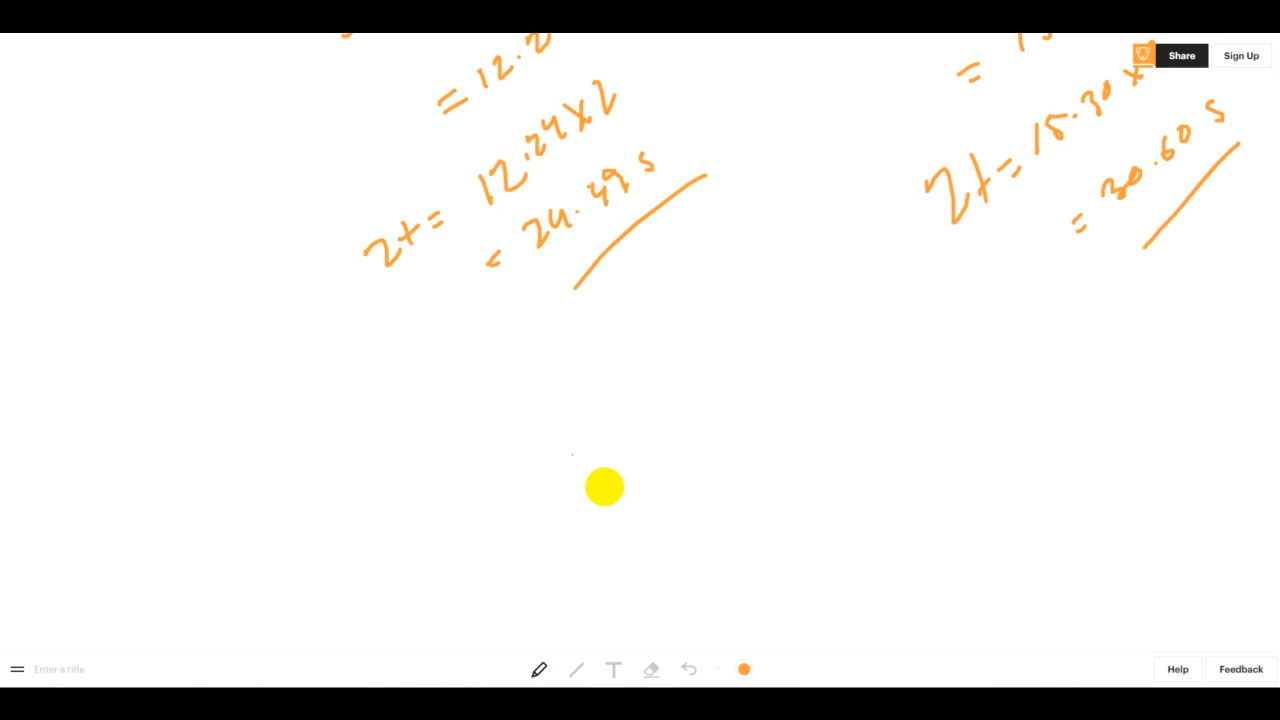 = 12.2
2t = 12.24 x 2
= 24.49 s
=
2t = 15.30 x
= 30.60 s
Share
Sign Up
Enter a title
T
Help
Feedback